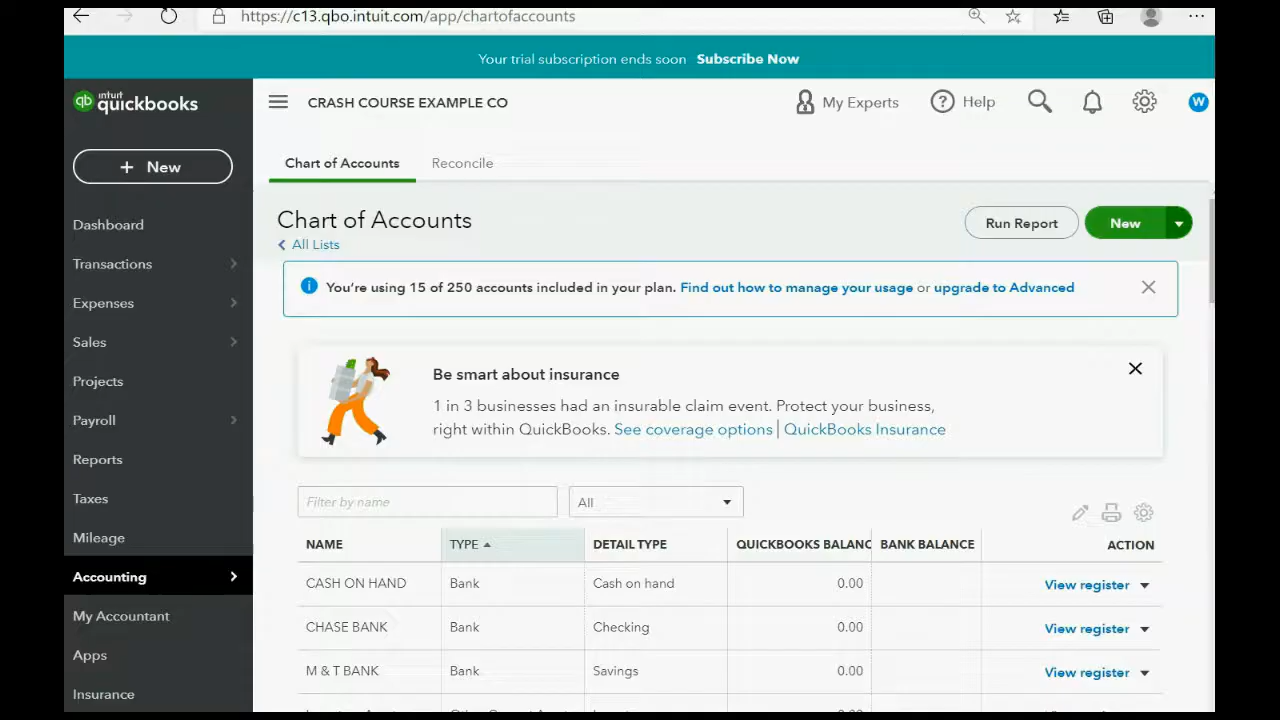 https://c13.qbo.intuit.com/app/chartofaccounts
Your trial subscription ends soon Subscribe Now
intuit
quickbooks
qb
CRASH COURSE EXAMPLE CO
My Experts
Help
W
New
Chart of Accounts
Reconcile
Dashboard
Transactions
Expenses
Sales
Projects
Payroll
Reports
Taxes
Mileage
Accounting
My Accountant
Apps
Insurance
Chart of Accounts
All Lists
Run Report
New
You're using 15 of 250 accounts included in your plan. Find out how to manage your usage or upgrade to Advanced
Be smart about insurance
1 in 3 businesses had an insurable claim event. Protect your business,
right within QuickBooks. See coverage options | QuickBooks Insurance
Filter by name
All
NAME TYPE DETAIL TYPE QUICKBOOKS BALANC BANK BALANCE ACTION
CASH ON HAND Bank Cash on hand 0.00 View register
CHASE BANK Bank Checking 0.00 View register
M & T BANK Bank Savings 0.00 View register